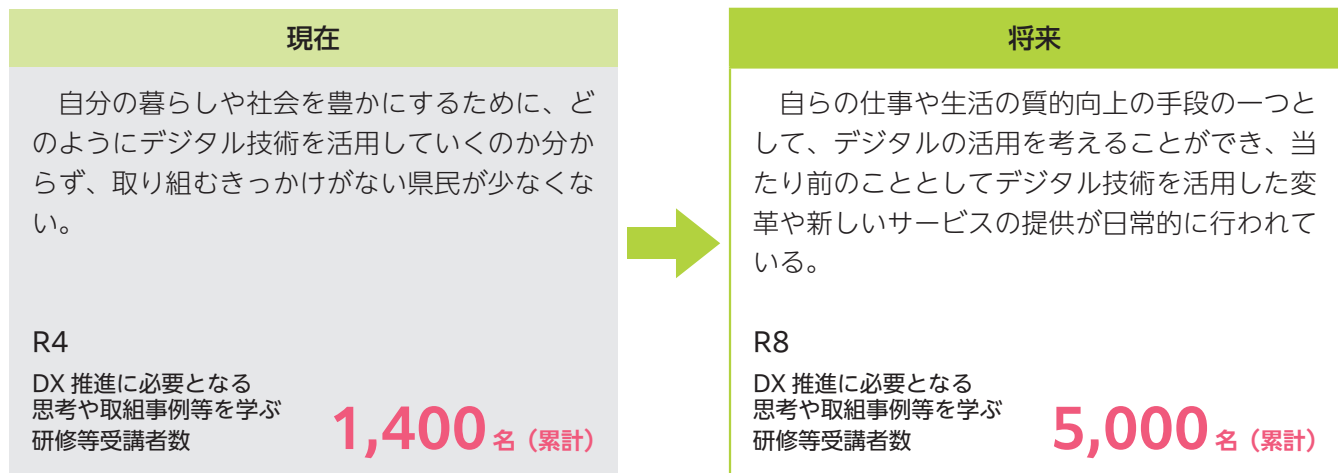 現在
自分の暮らしや社会を豊かにするために、ど
のようにデジタル技術を活用していくのか分か
らず、取り組むきっかけがない県民が少なくな
い。
R4
DX 推進に必要となる
思考や取組事例等を学ぶ
研修等受講者数
1,400 名（累計）
将来
自らの仕事や生活の質的向上の手段の一つと
して、デジタルの活用を考えることができ、当
たり前のこととしてデジタル技術を活用した変
革や新しいサービスの提供が日常的に行われて
いる。
R8
DX 推進に必要となる
思考や取組事例等を学ぶ
研修等受講者数
5,000 名（累計）